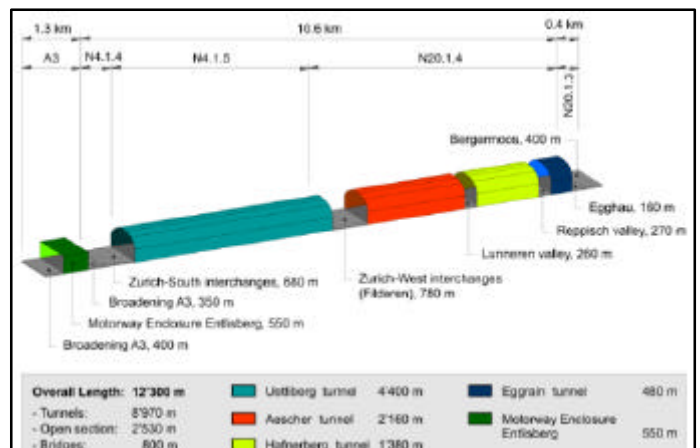 1.3 km 10.6 km 0.4 km
A3 N4.1.4 N4.1.5 N20.1.4 N20.1.3
Bergermoos, 400 m
Egghau, 160 m
Reppisch valley, 270 m
Lunneren valley, 260 m
Zurich-West interchanges
(Filderen), 780 m
Zurich-South interchanges, 680 m
Broadening A3, 350 m
Motorway Enclosure Entlisberg, 550 m
Broadening A3, 400 m
Overall Length: 12'300 m
- Tunnels: 8'970 m
- Open section: 2'530 m
- Bridges: 800 m
Uetliberg tunnel 4'400 m
Aescher tunnel 2'160 m
Hafnerberg tunnel 1'380 m
Eggrain tunnel 480 m
Motorway Enclosure
Entlisberg 550 m